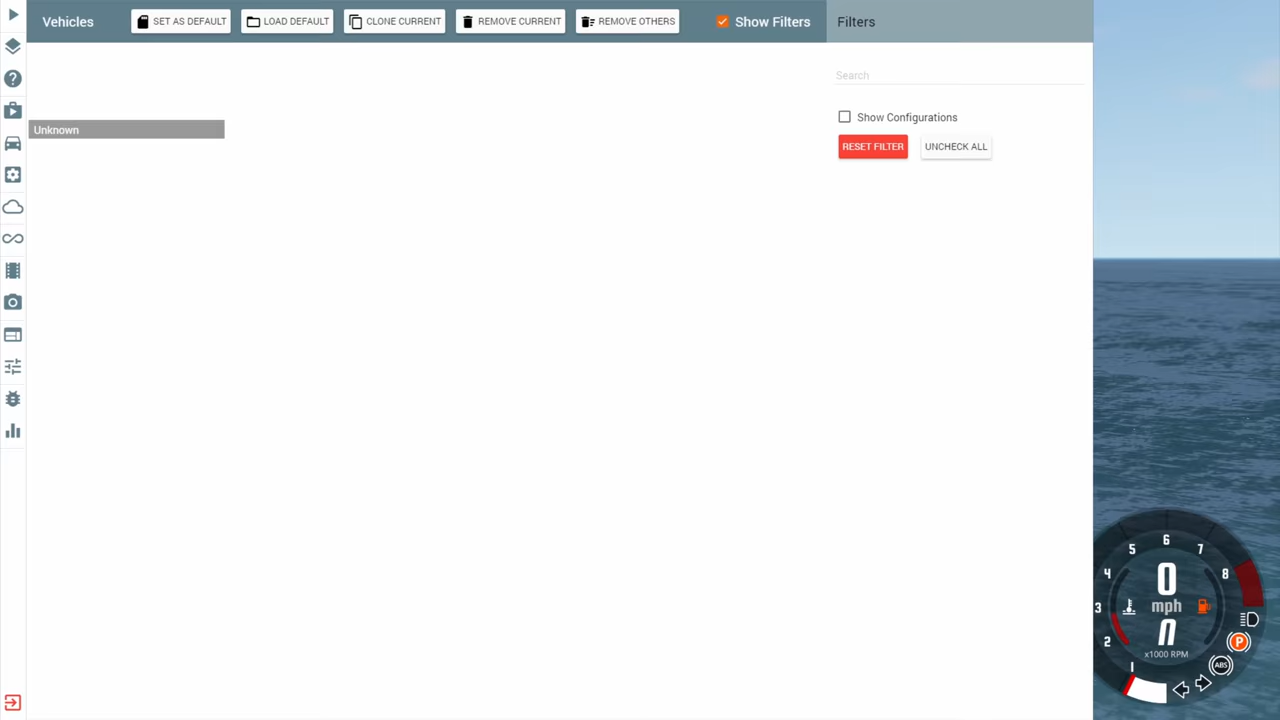 Vehicles
SET AS DEFAULT
LOAD DEFAULT
CLONE CURRENT
REMOVE CURRENT
REMOVE OTHERS
Show Filters
Filters
Search
Show Configurations
RESET FILTER
UNCHECK ALL
Unknown
1
2
3
4
5
6
7
8
0
mph
n
x1000 RPM
P
ABS